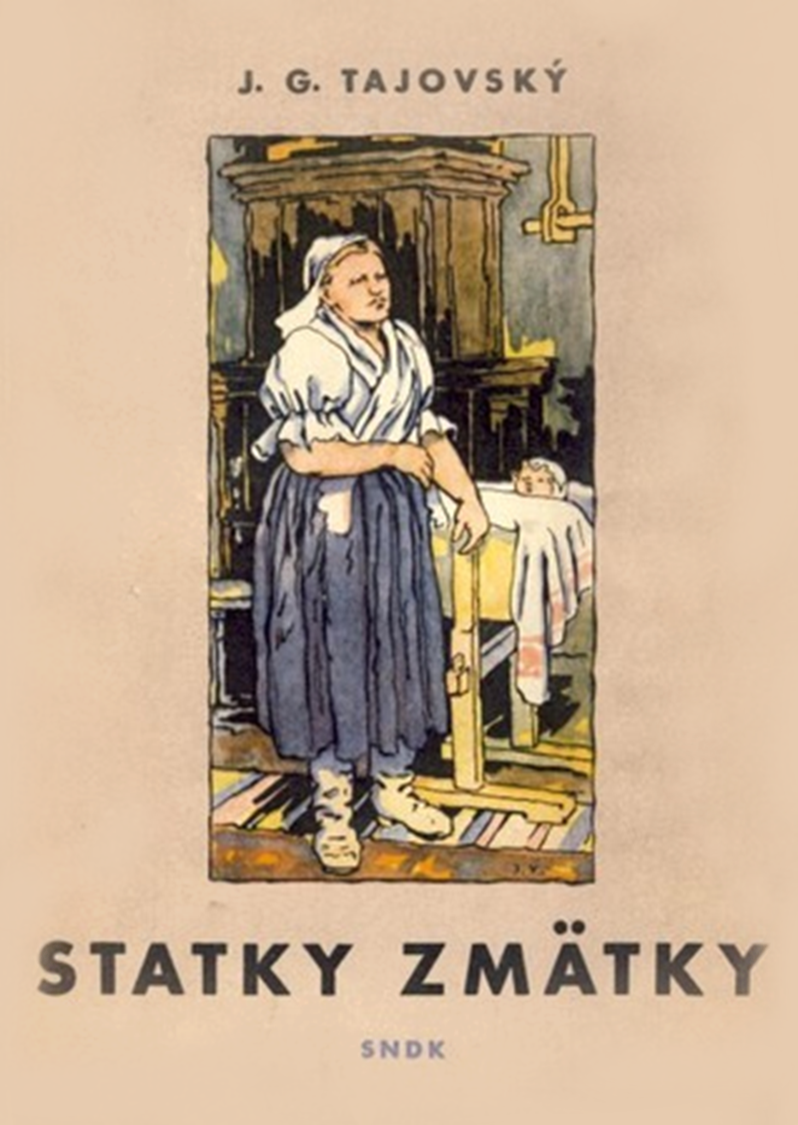 J. G. TAJOVSKÝ
J. V.
STATKY ZMÄTKY
SNDK